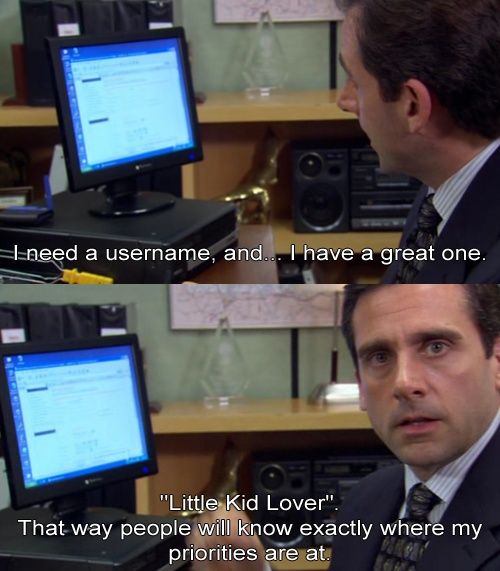 I need a username, and... I have a great one.
"Little Kid Lover".
That way people will know exactly where my
priorities are at.